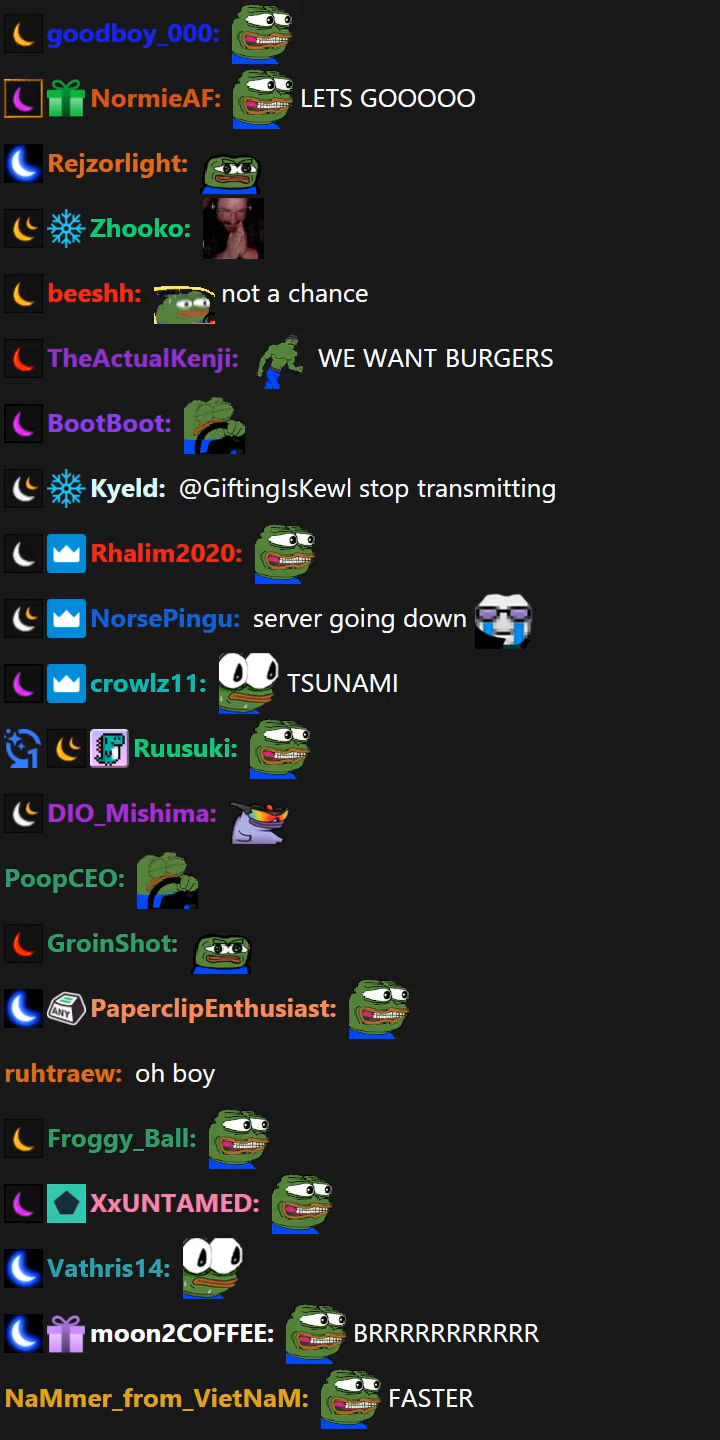 goodboy_000:
NormieAF: LETS GOOOOO
Rejzorlight:
Zhooko:
beeshh: not a chance
TheActualKenji: WE WANT BURGERS
BootBoot:
Kyeld: @GiftingIsKewl stop transmitting
Rhalim2020:
NorsePingu: server going down
crowlz11: TSUNAMI
1 Ruusuki:
DIO_Mishima:
PoopCEO:
GroinShot:
ANY PaperclipEnthusiast:
ruhtraew: oh boy
Froggy_Ball:
XxUNTAMED:
Vathris14:
moon2COFFEE: BRRRRRRRRRRR
NaMmer_from_VietNaM: FASTER